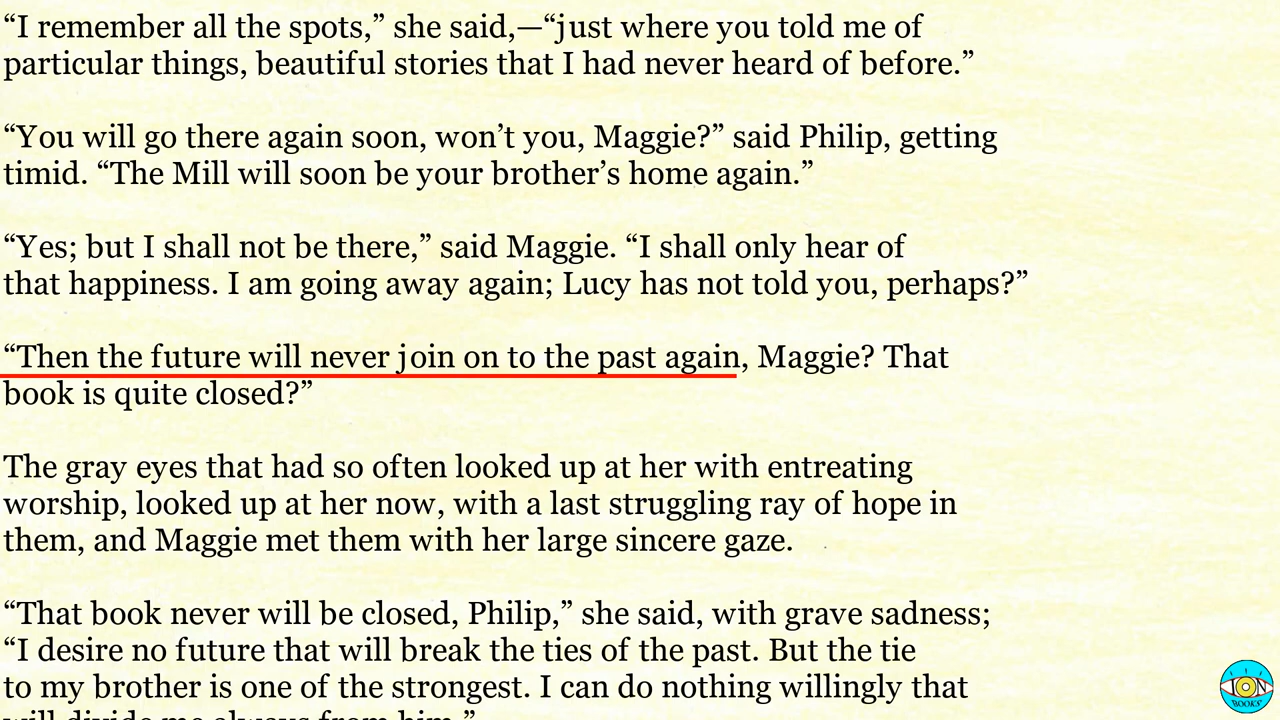 “I remember all the spots,” she said,—“just where you told me of
particular things, beautiful stories that I had never heard of before.”
“You will go there again soon, won’t you, Maggie?” said Philip, getting
timid. “The Mill will soon be your brother’s home again.”
“Yes; but I shall not be there,” said Maggie. “I shall only hear of
that happiness. I am going away again; Lucy has not told you, perhaps?”
“Then the future will never join on to the past again, Maggie? That
book is quite closed?”
The gray eyes that had so often looked up at her with entreating
worship, looked up at her now, with a last struggling ray of hope in
them, and Maggie met them with her large sincere gaze.
“That book never will be closed, Philip,” she said, with grave sadness;
“I desire no future that will break the ties of the past. But the tie
to my brother is one of the strongest. I can do nothing willingly that
will divide me always from him.”
ION
BOOKS